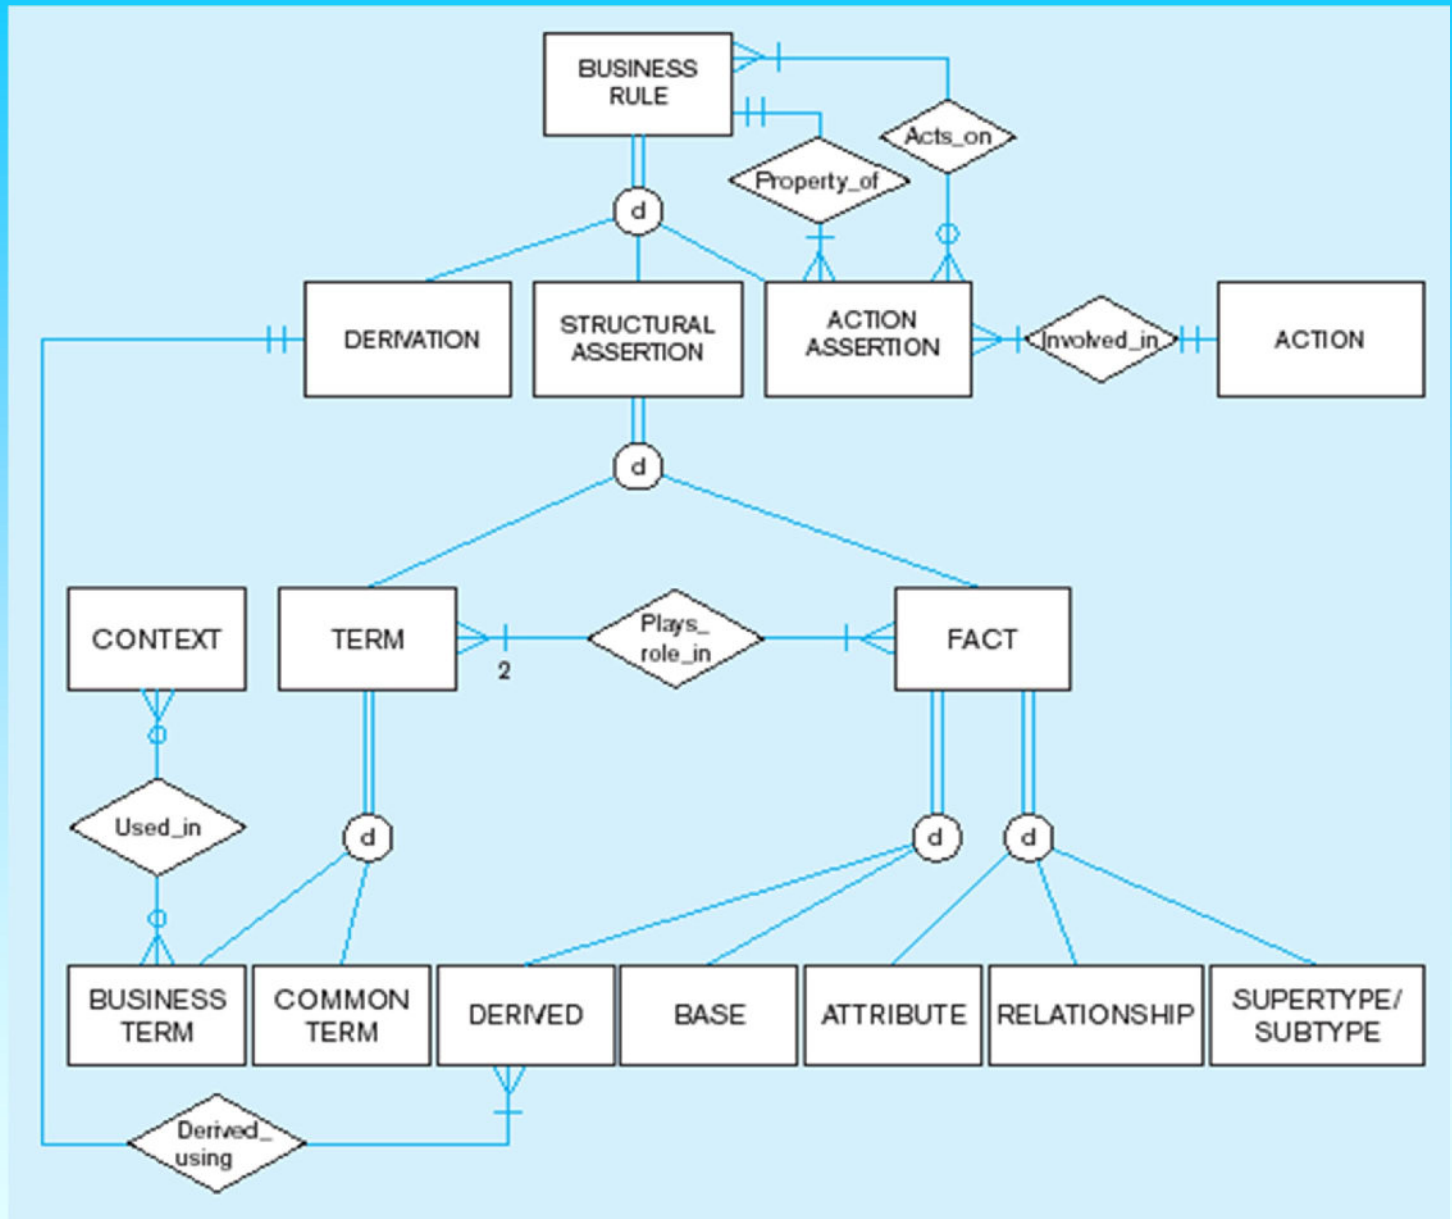 BUSINESS
RULE
Acts_on
Property_of
d
DERIVATION
STRUCTURAL
ASSERTION
ACTION
ASSERTION
Involved_in
ACTION
d
CONTEXT
TERM
2
Plays_
role_in
FACT
Used_in
d
d
d
BUSINESS
TERM
COMMON
TERM
DERIVED
BASE
ATTRIBUTE
RELATIONSHIP
SUPERTYPE/
SUBTYPE
Derived_
using